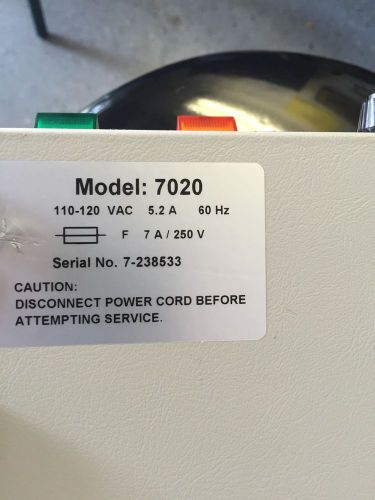 Model: 7020
110-120 VAC 5.2 A 60 Hz
F 7 A / 250 V
Serial No. 7-238533
CAUTION:
DISCONNECT POWER CORD BEFORE
ATTEMPTING SERVICE.